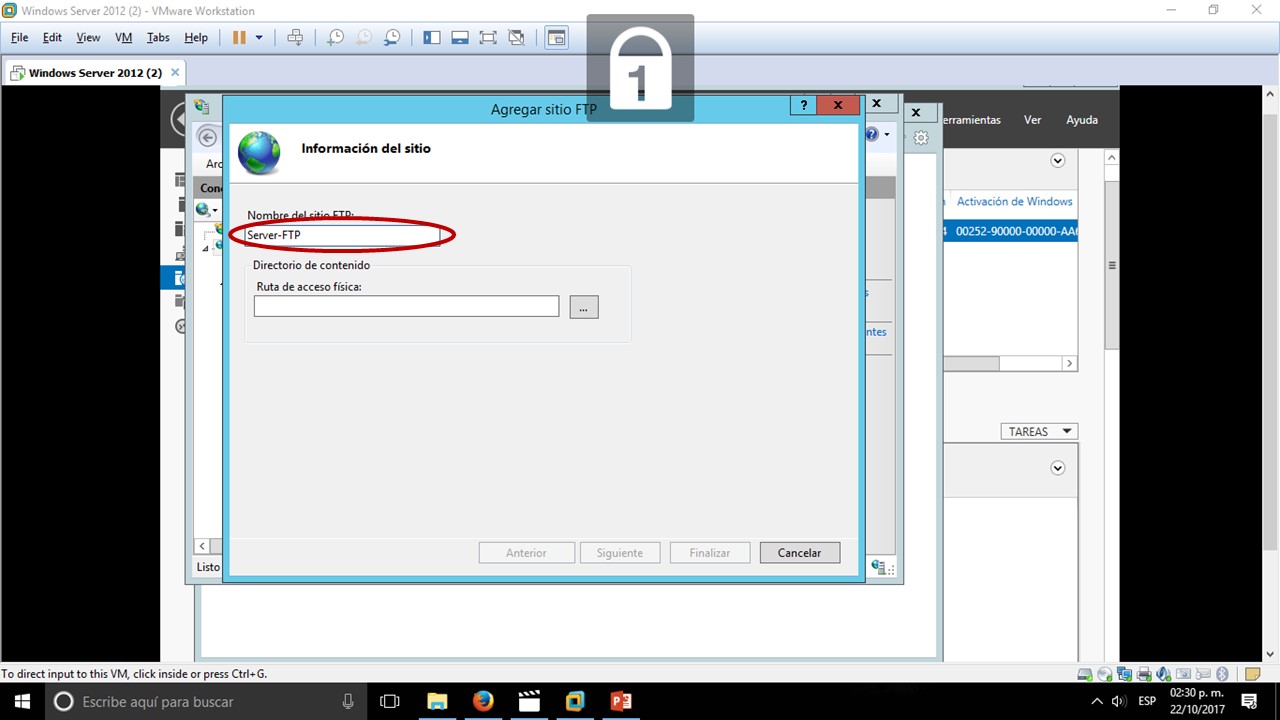 Windows Server 2012 (2) - VMware Workstation
File Edit View VM Tabs Help
1
Windows Server 2012 (2)
Agregar sitio FTP
?
Información del sitio
erramientas Ver Ayuda
Arc
Activación de Windows
Nombre del sitio FTP:
Server-FTP
00252-90000-00000-AA
Directorio de contenido
Ruta de acceso física:
...
ntes
TAREAS
Anterior Siguiente Finalizar Cancelar
Listo
To direct input to this VM, click inside or press Ctrl+G.
Escribe aquí para buscar
ESP
02:30 p. m.
22/10/2017